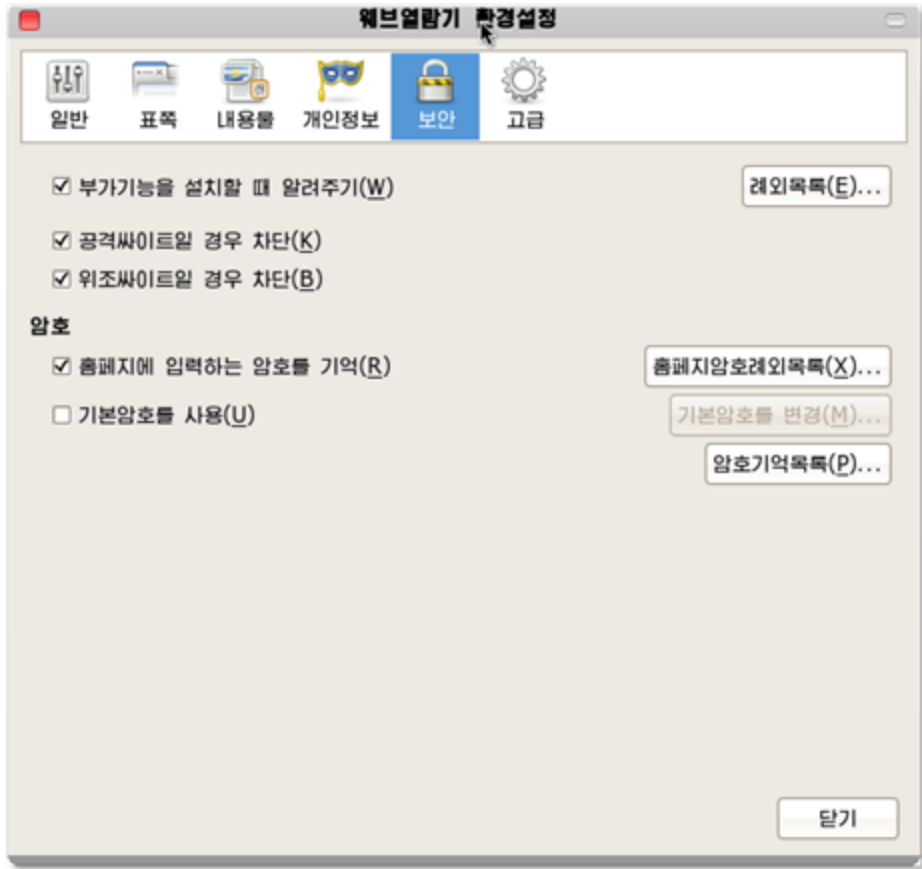 웨브열람기 환경설정
일반 표쪽 내용물 개인정보 보안 고급
부가기능을 설치할 때 알려주기(W) 례외목록(E)...
공격싸이트일 경우 차단(K)
위조싸이트일 경우 차단(B)
암호
홈페지에 입력하는 암호를 기억(R) 홈페지암호례외목록(X)...
기본암호를 사용(U) 기본암호를 변경(M)...
암호기억목록(P)...
닫기